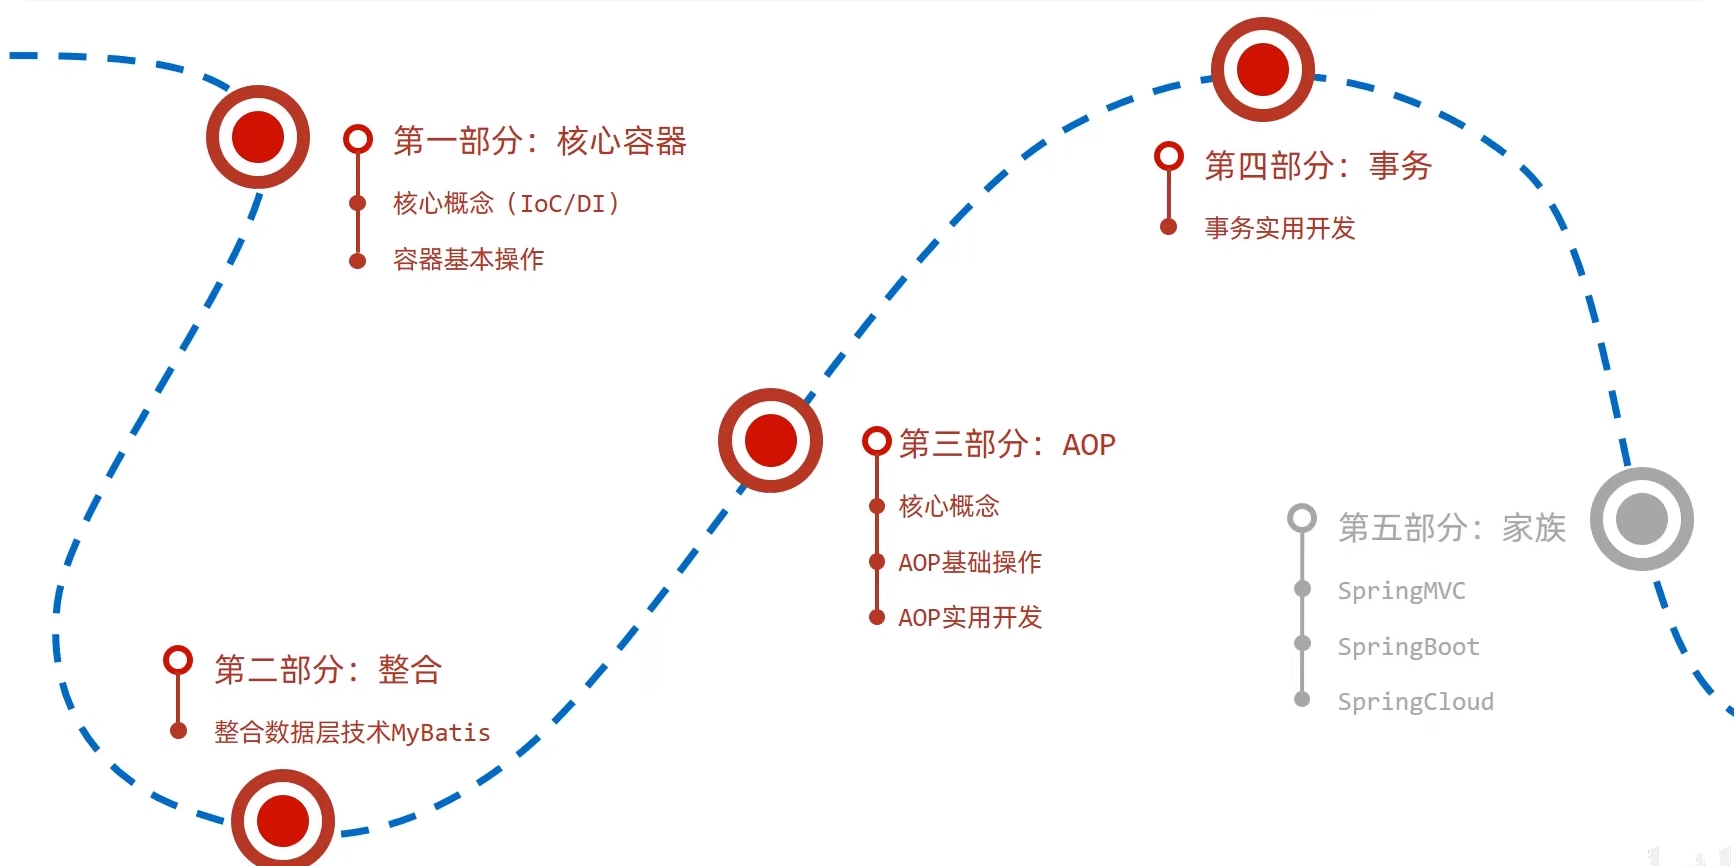 第一部分：核心容器
核心概念（IoC/DI）
容器基本操作
第二部分：整合
整合数据层技术MyBatis
第三部分：AOP
核心概念
AOP基础操作
AOP实用开发
第四部分：事务
事务实用开发
第五部分：家族
SpringMVC
SpringBoot
SpringCloud